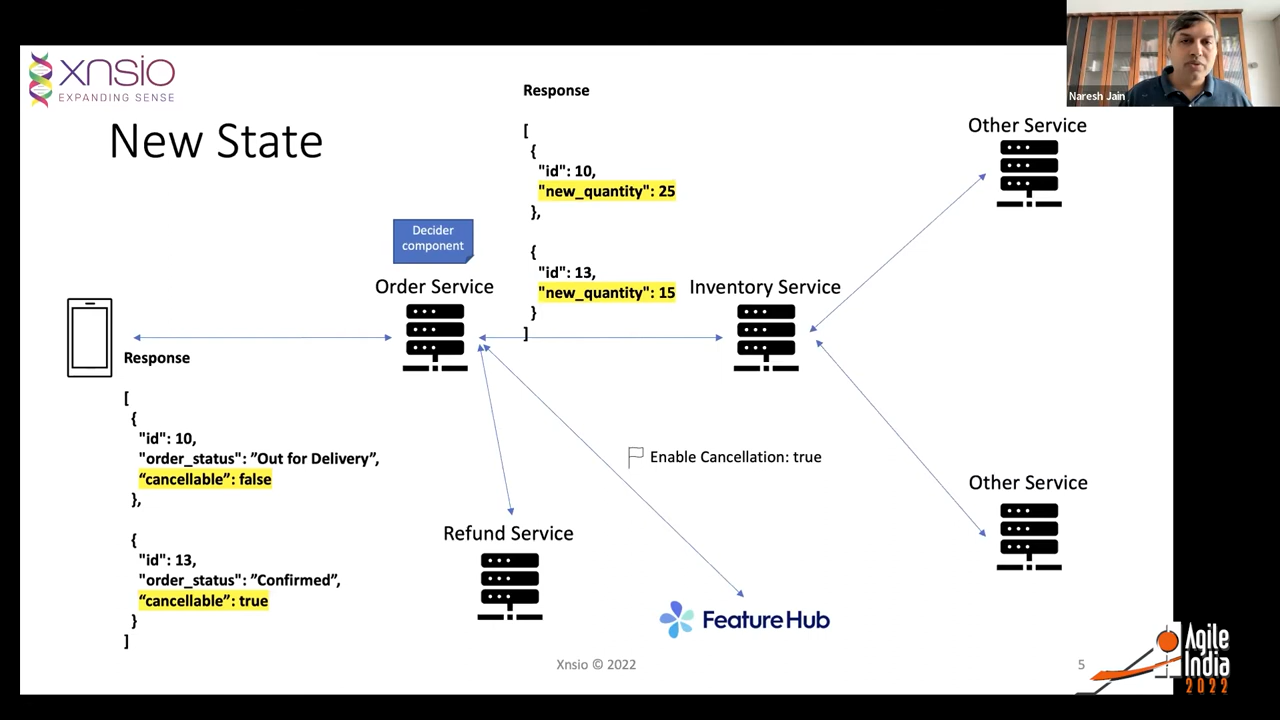 xnsio
EXPANDING SENSE
New State
Response
[
{
"id": 10,
"new_quantity": 25
},
{
"id": 13,
"new_quantity": 15
}
]
Naresh Jain
Other Service
Decider
component
Order Service
Inventory Service
Response
[
{
"id": 10,
"order_status": ”Out for Delivery”,
“cancellable”: false
},
{
"id": 13,
"order_status": ”Confirmed”,
“cancellable”: true
}
]
Enable Cancellation: true
Other Service
Refund Service
FeatureHub
Xnsio © 2022
5
Agile
India
2022